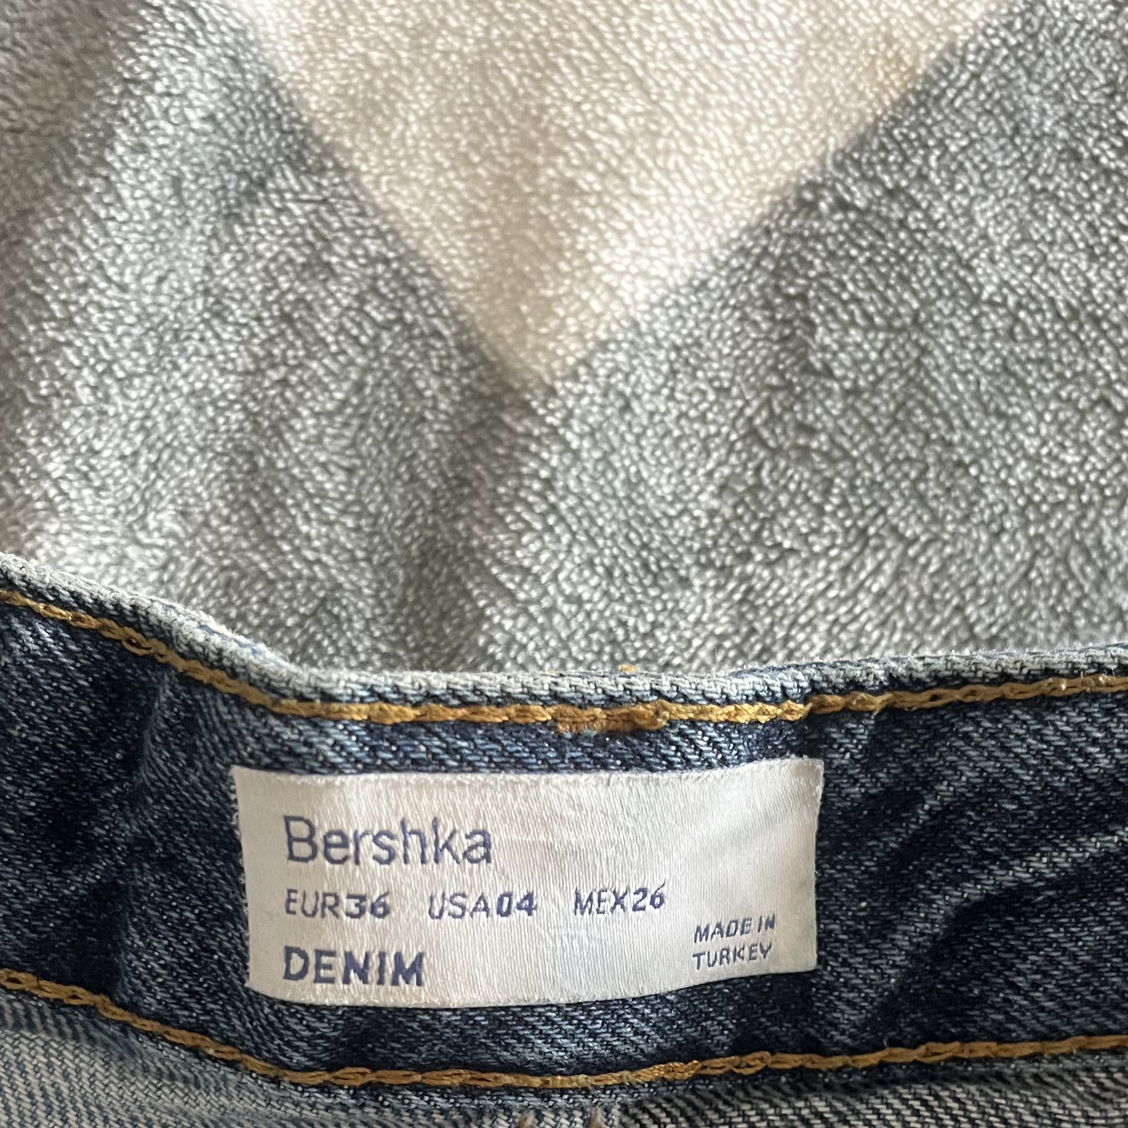 Bershka
EUR36 USA04 MEX26
DENIM
MADE IN
TURKEY